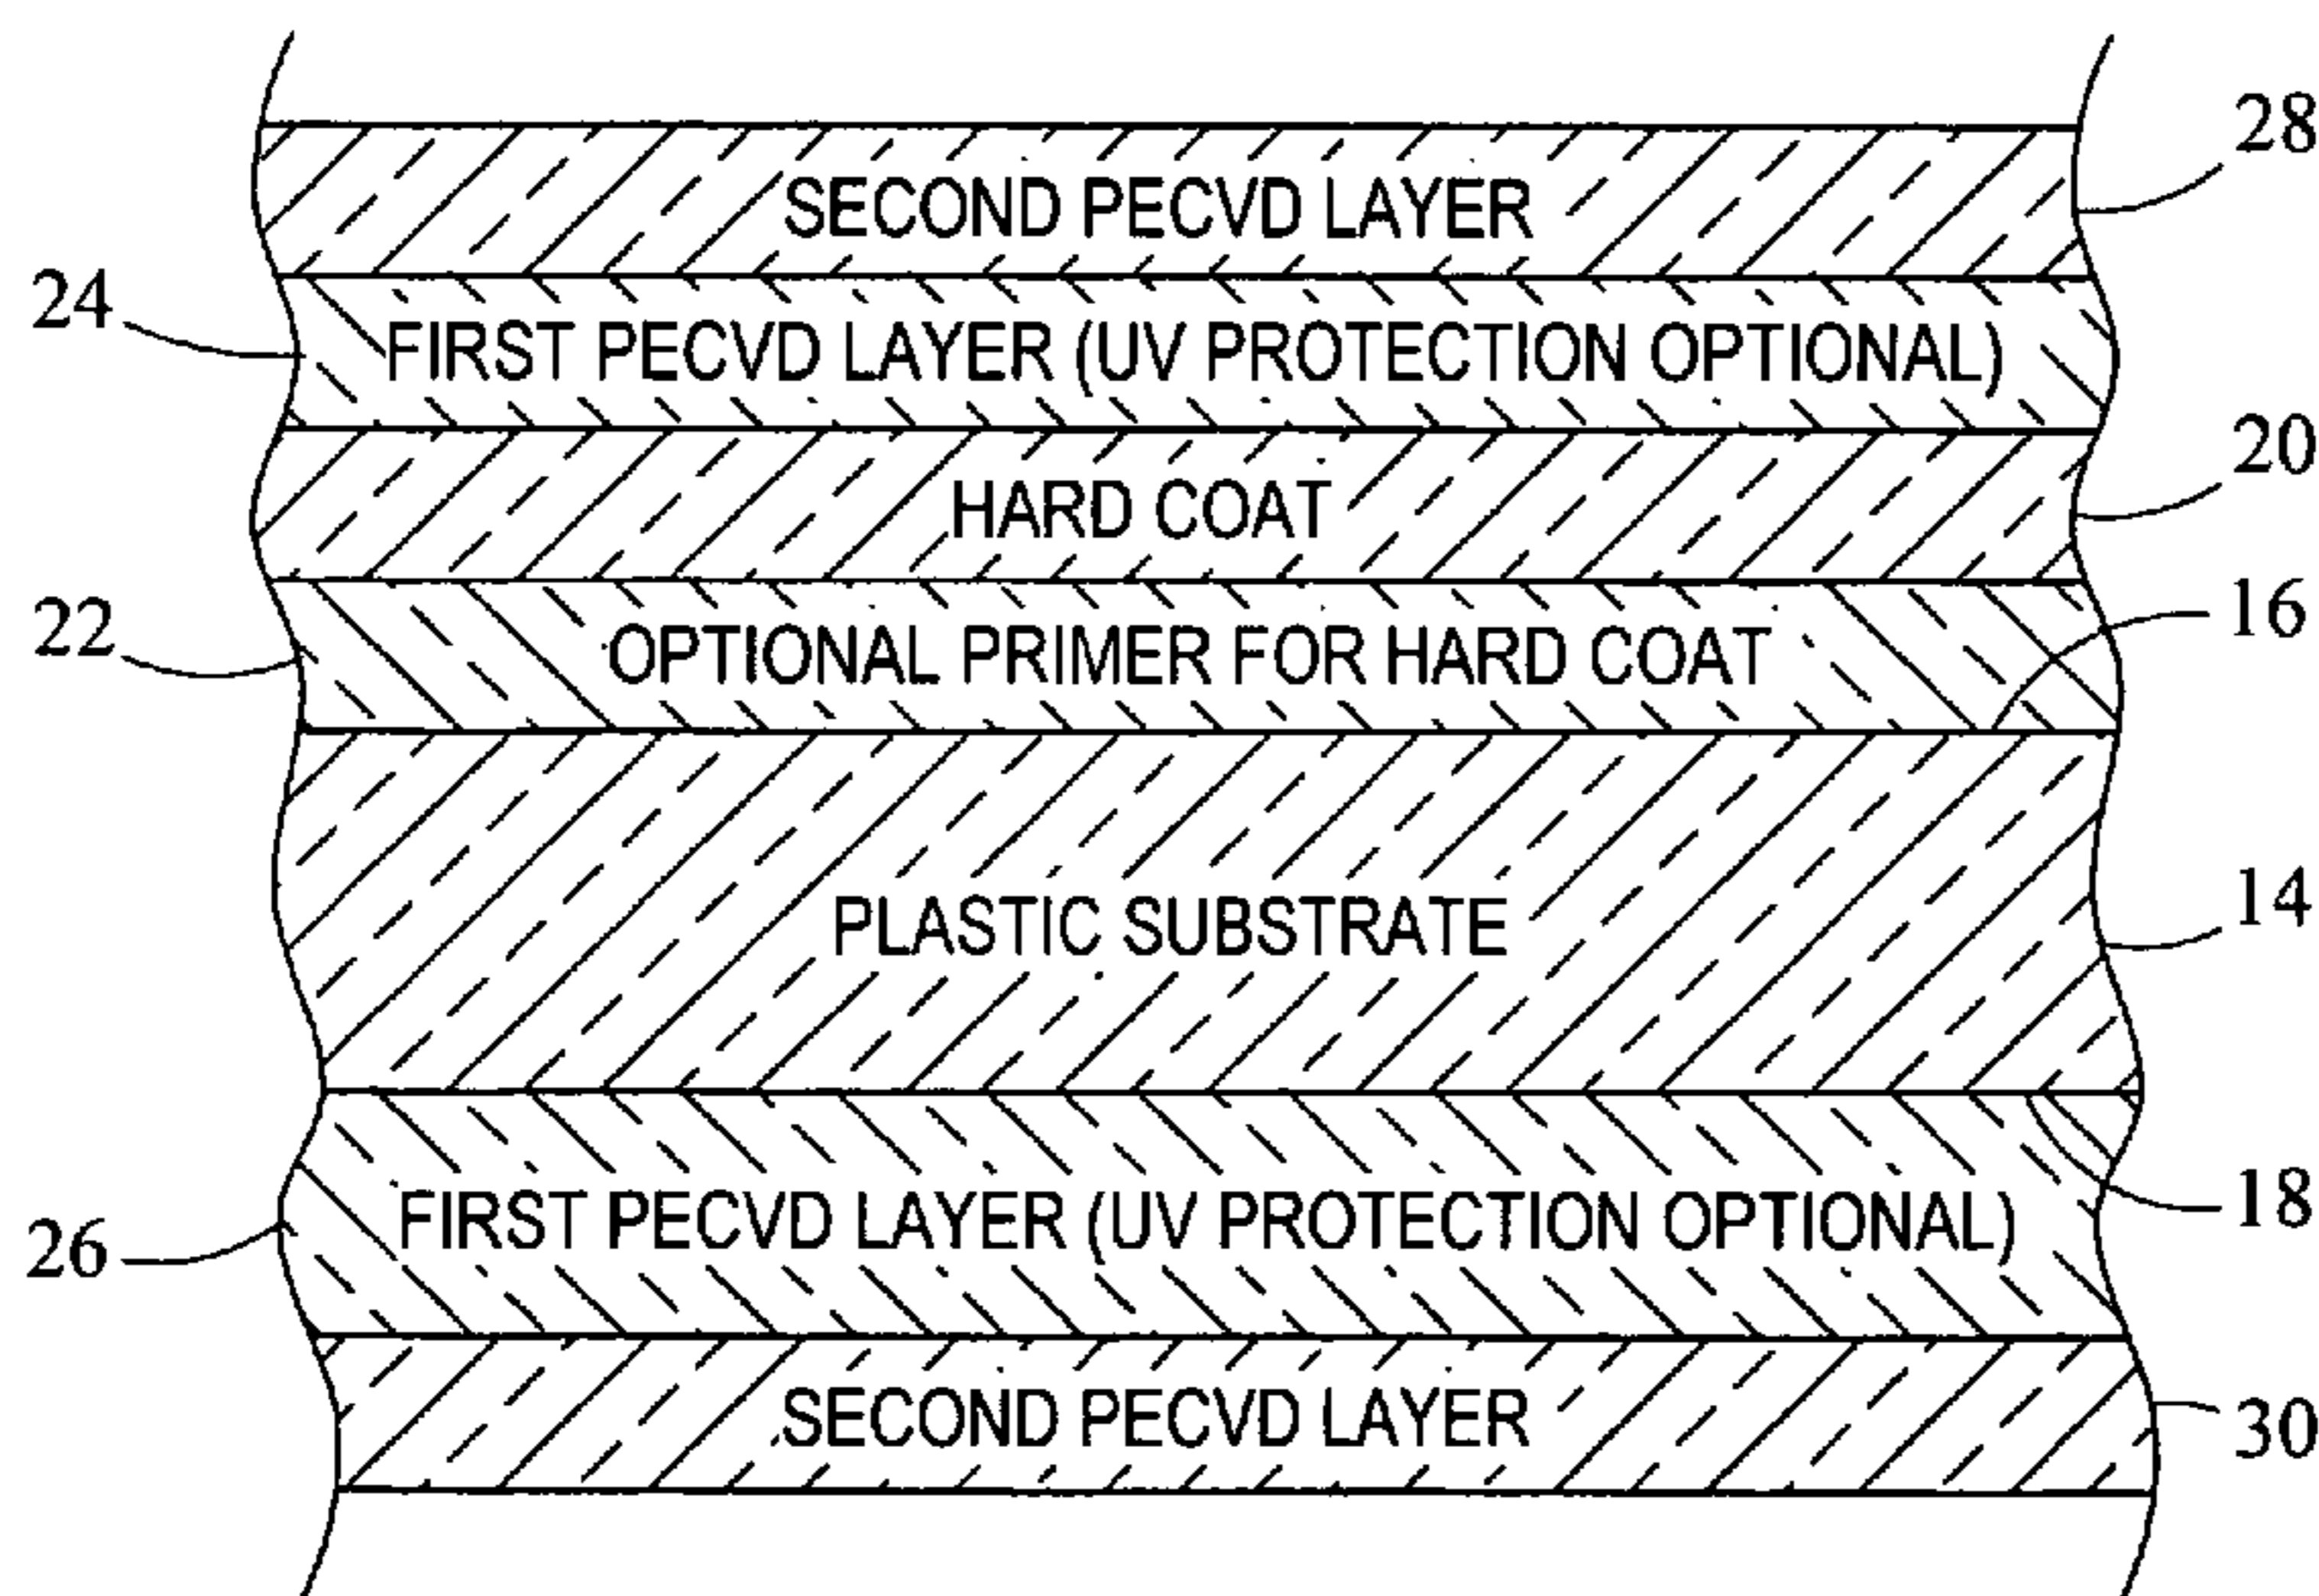 28
SECOND PECVD LAYER
24
FIRST PECVD LAYER (UV PROTECTION OPTIONAL)
20
HARD COAT
16
22
OPTIONAL PRIMER FOR HARD COAT
14
PLASTIC SUBSTRATE
18
FIRST PECVD LAYER (UV PROTECTION OPTIONAL)
26
SECOND PECVD LAYER
30